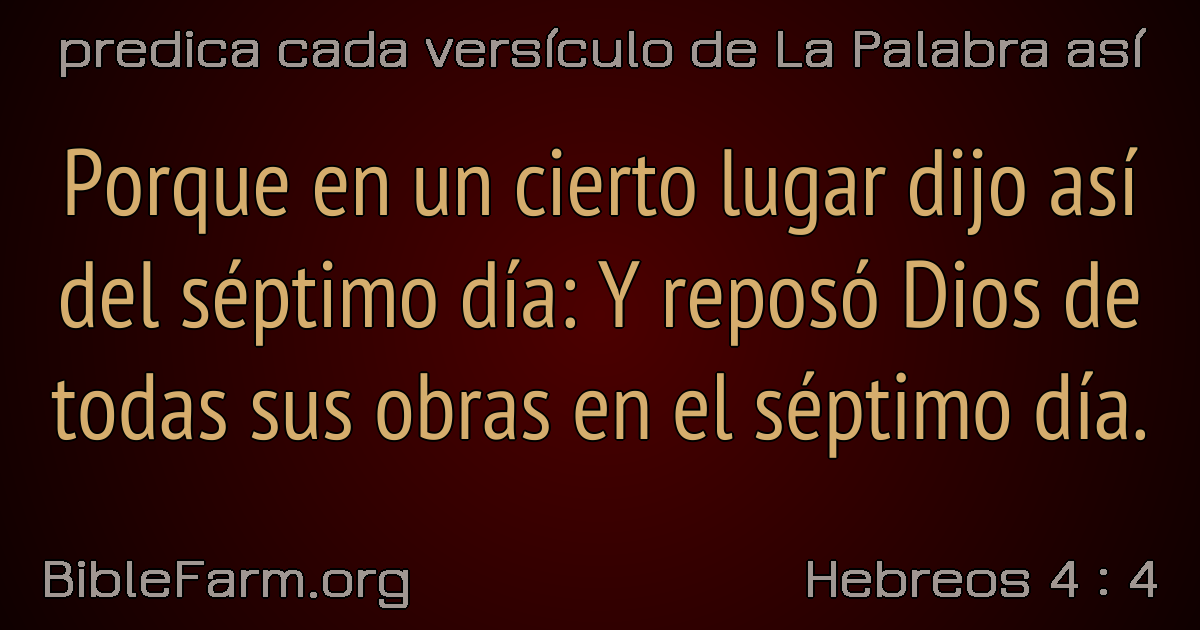 predica cada versículo de La Palabra así
Porque en un cierto lugar dijo así
del séptimo día: Y reposó Dios de
todas sus obras en el séptimo día.
BibleFarm.org
Hebreos 4 : 4